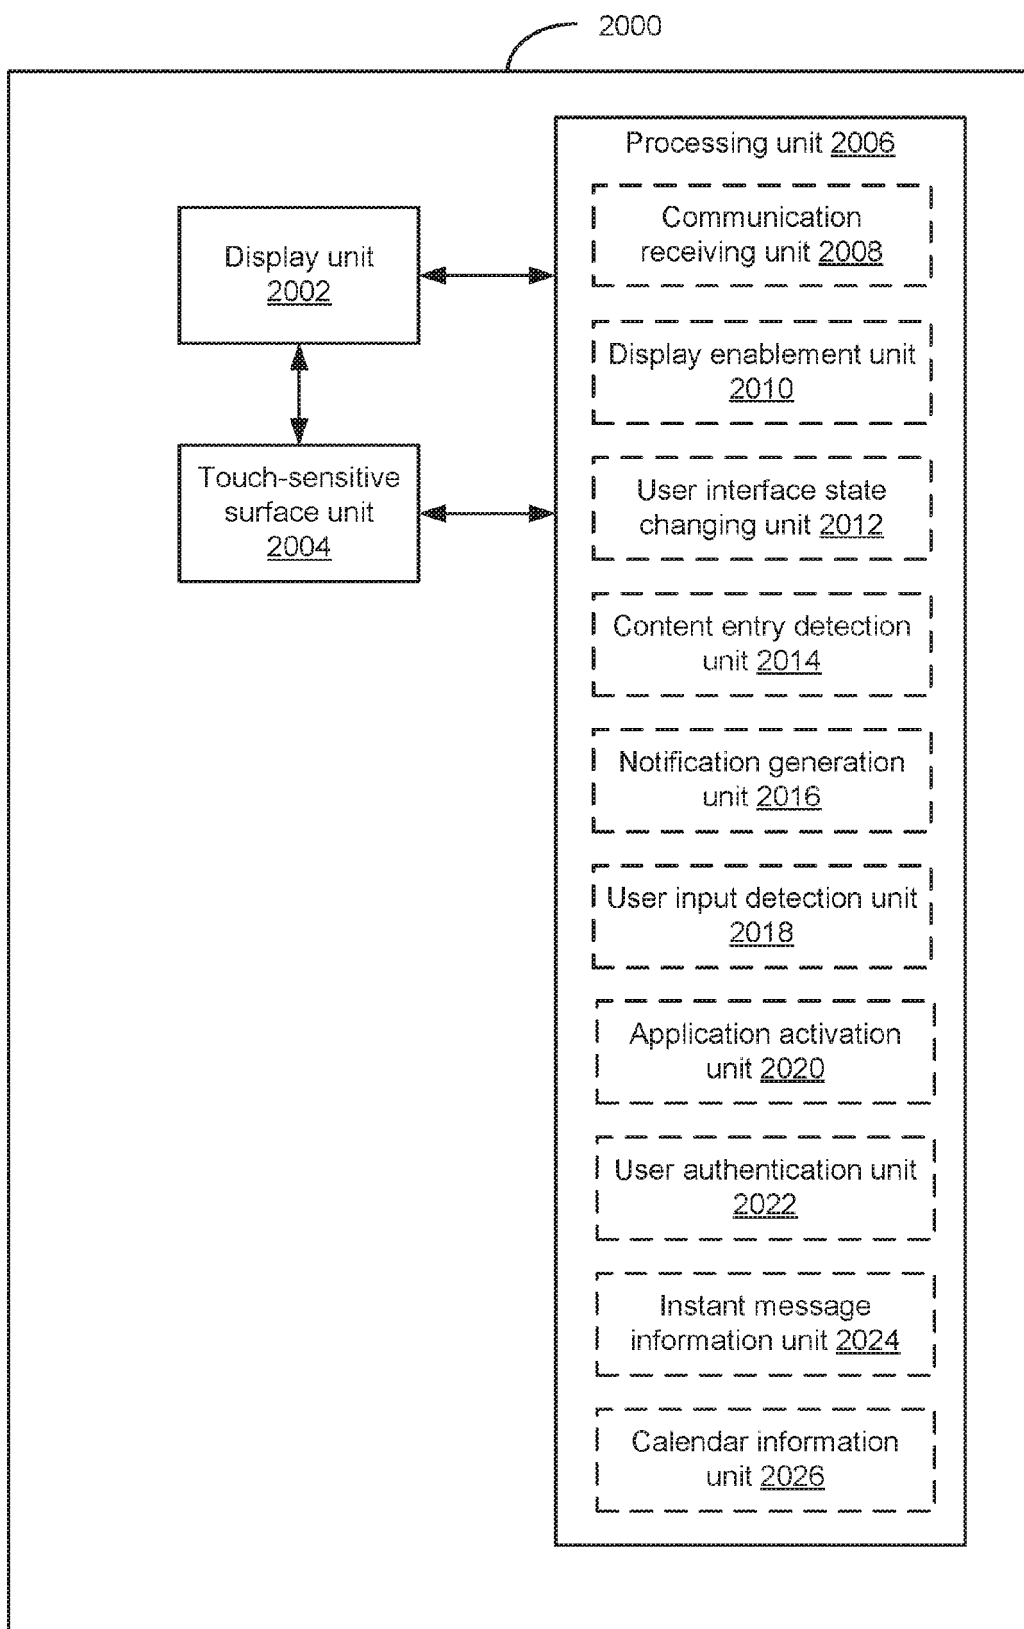 2000
Processing unit 2006
Communication
receiving unit 2008
Display unit
2002
Display enablement unit
2010
Touch-sensitive
surface unit
2004
User interface state
changing unit 2012
Content entry detection
unit 2014
Notification generation
unit 2016
User input detection unit
2018
Application activation
unit 2020
User authentication unit
2022
Instant message
information unit 2024
Calendar information
unit 2026